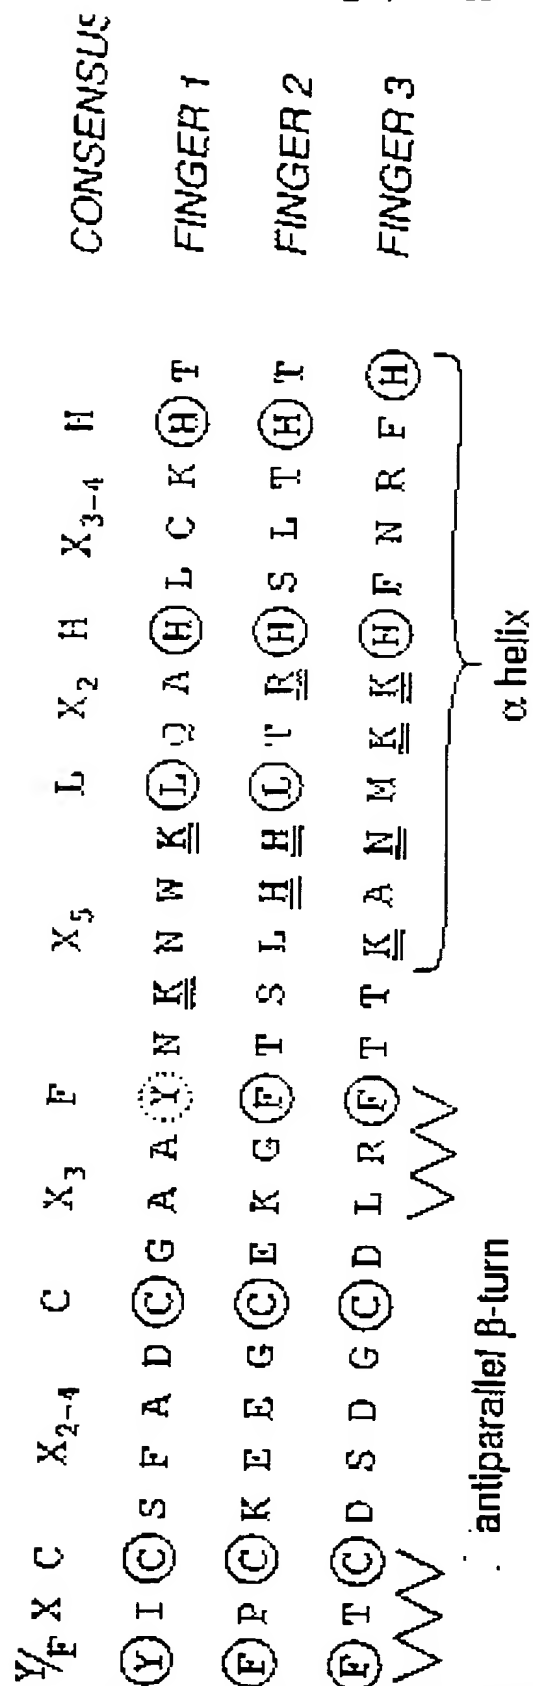 Y/F X C X2-4 C X3 F X5 L X2 H X3-4 H CONSENSUS
Y I C S F A D C G A A Y N K N W K L Q A H L C K H T FINGER 1
F P C K E E G C E K G F T S L H H L T R H S L T H T FINGER 2
F T C D S D G C D L R F T T K A N M K K H F N R F H FINGER 3
antiparallel β-turn α helix